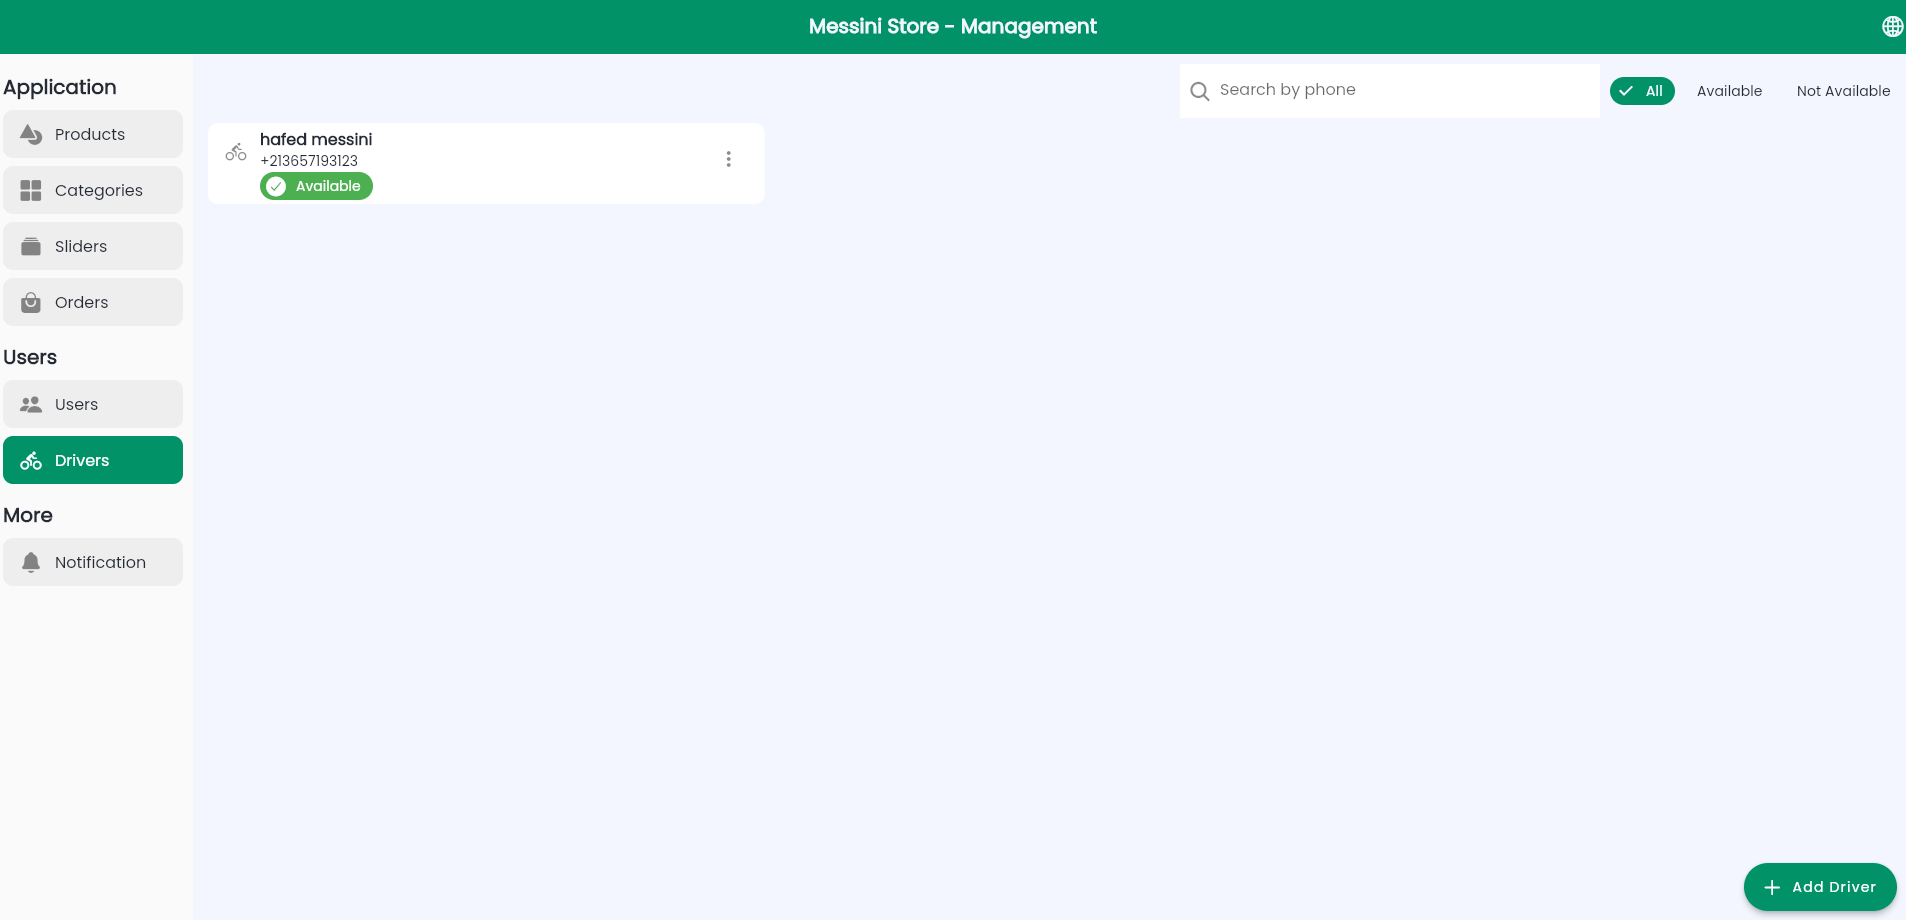 Messini Store - Management
Application
Products
Categories
Sliders
Orders
Users
Users
Drivers
More
Notification
Search by phone
All
Available
Not Available
hafed messini
+213657193123
Available
Add Driver